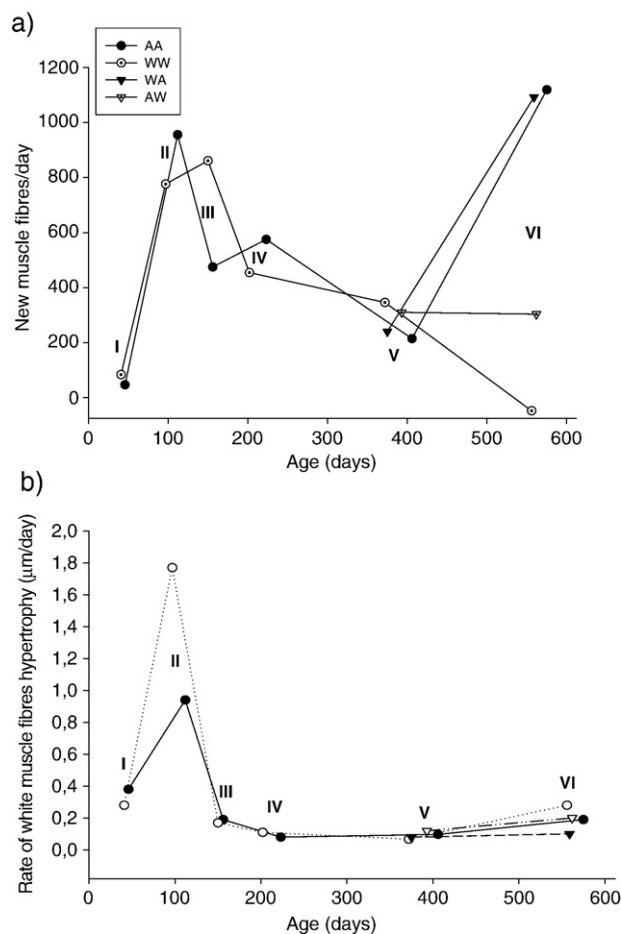 a)
AA
WW
WA
AW
1200
1000
800
600
400
200
0
New muscle fibres/day
I
II
III
IV
V
VI
0 100 200 300 400 500 600
Age (days)
b)
2,0
1,8
1,6
1,4
1,2
1,0
0,8
0,6
0,4
0,2
0,0
Rate of white muscle fibres hypertrophy (µm/day)
I
II
III
IV
V
VI
0 100 200 300 400 500 600
Age (days)